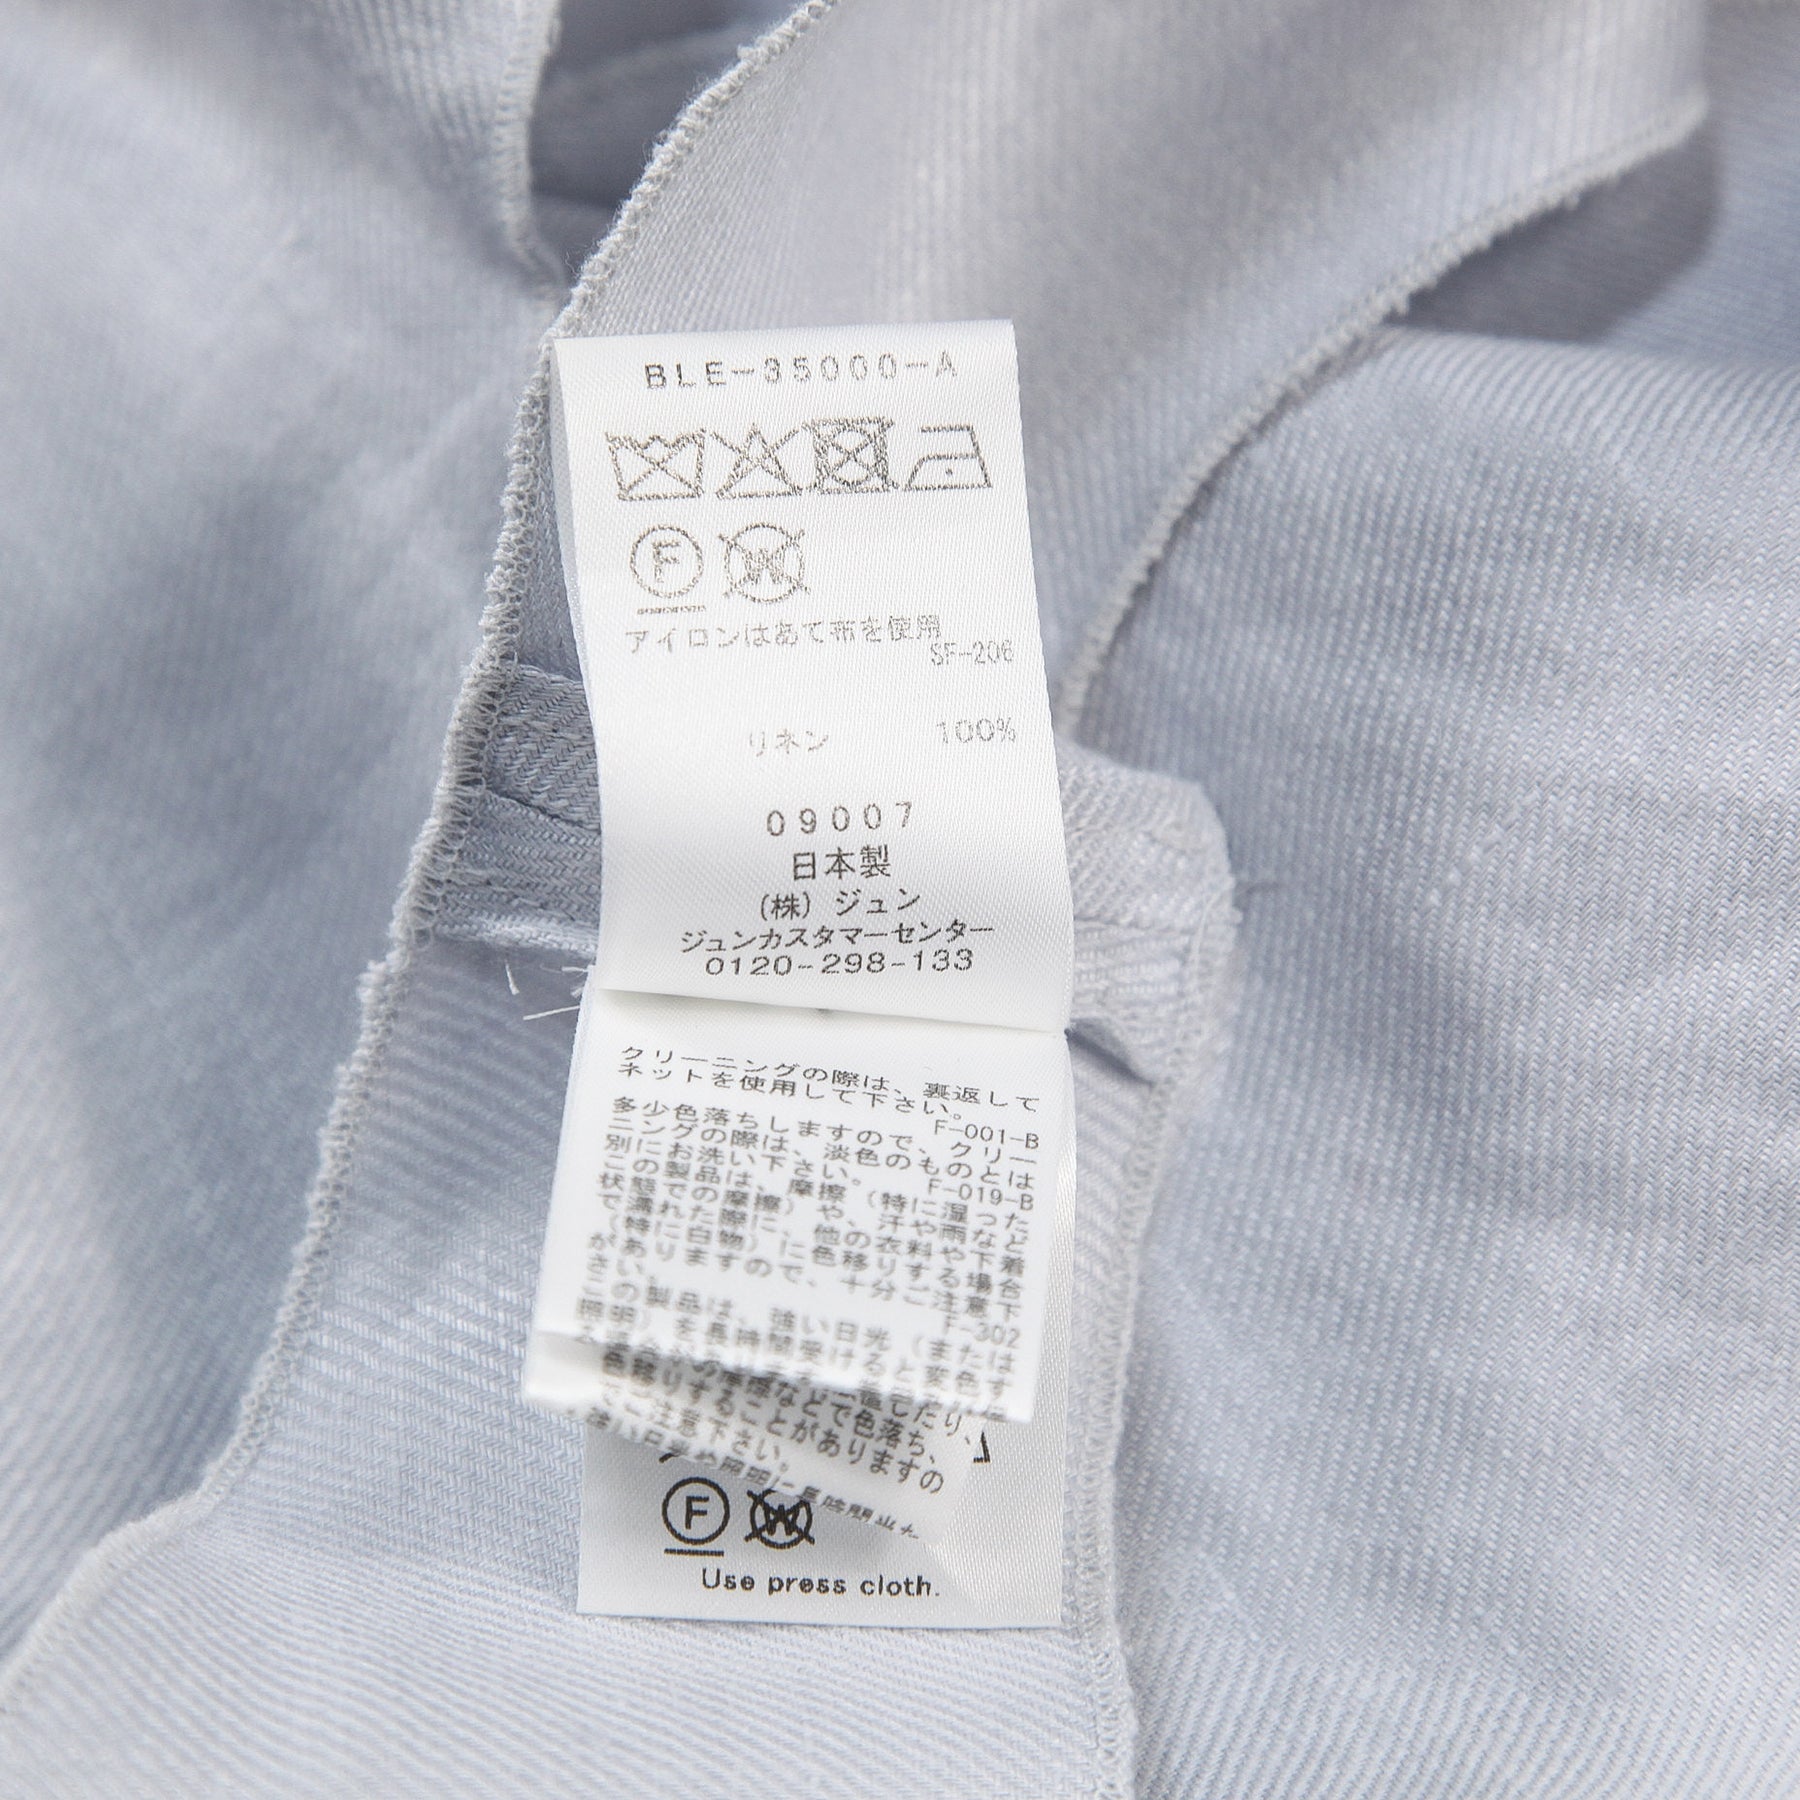 BLE-35000-A
F W
アイロンはあて布を使用
SF-206
リネン 100%
09007
日本製
(株) ジュン
ジュンカスタマーセンター
0120-298-133
クリーニングの際は、裏返して
ネットを使用して下さい。
F-001-B
多少色落ちしますので、クリー
ニングの際は、淡色のものとは
別にお洗い下さい。
F-019-B
この製品は、摩擦(特に湿った
状態での摩擦)や、汗や雨など
で濡れた際に、他の衣料や下着
(特に白物)に色移りする場合
がありますので、十分ご注意下
さい。 F-302
この製品は、強い日光(また は
照明)を長時間受けると変色す
F W
Use press cloth.